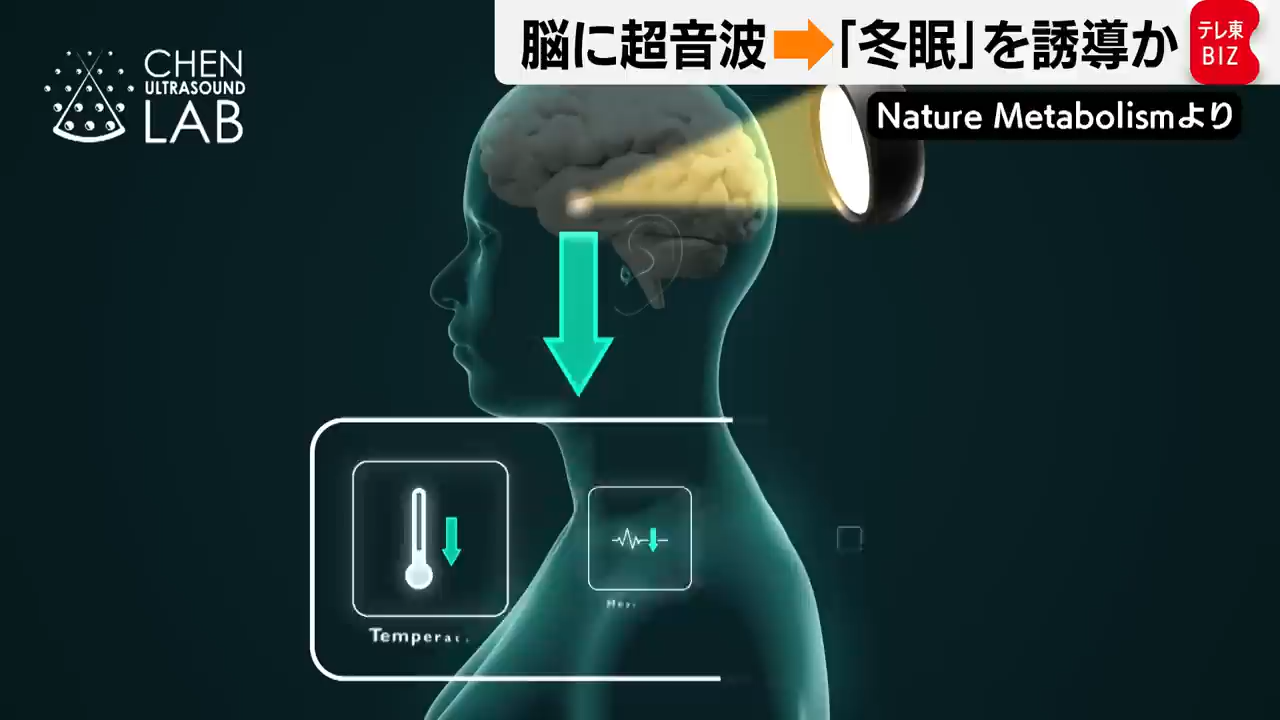 CHEN
ULTRASOUND
LAB
脳に超音波➡「冬眠」を誘導か
テレ東
BIZ
Nature Metabolismより